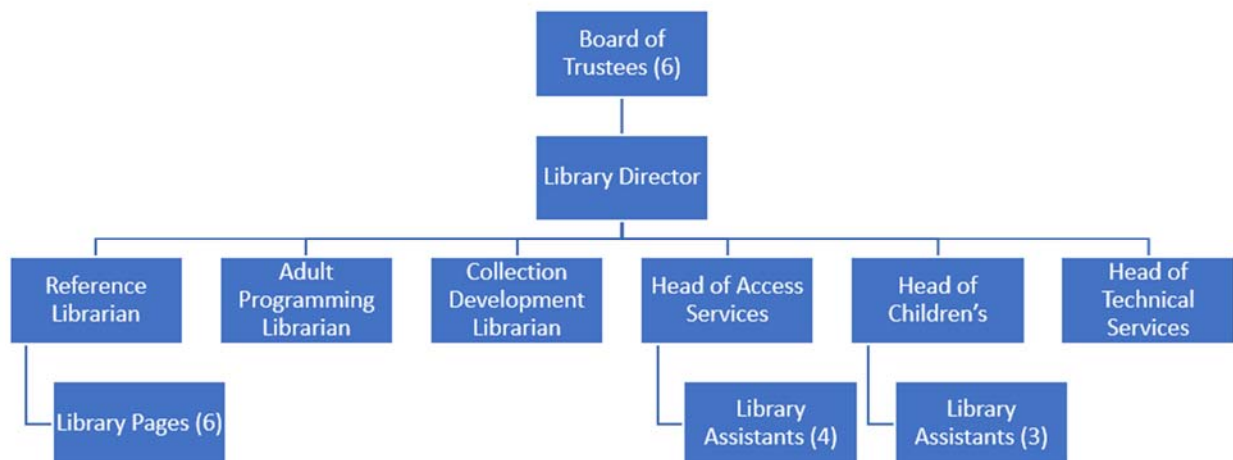 Board of
Trustees (6)
Library Director
Reference
Librarian
Adult
Programming
Librarian
Collection
Development
Librarian
Head of Access
Services
Head of
Children's
Head of
Technical
Services
Library Pages (6)
Library
Assistants (4)
Library
Assistants (3)